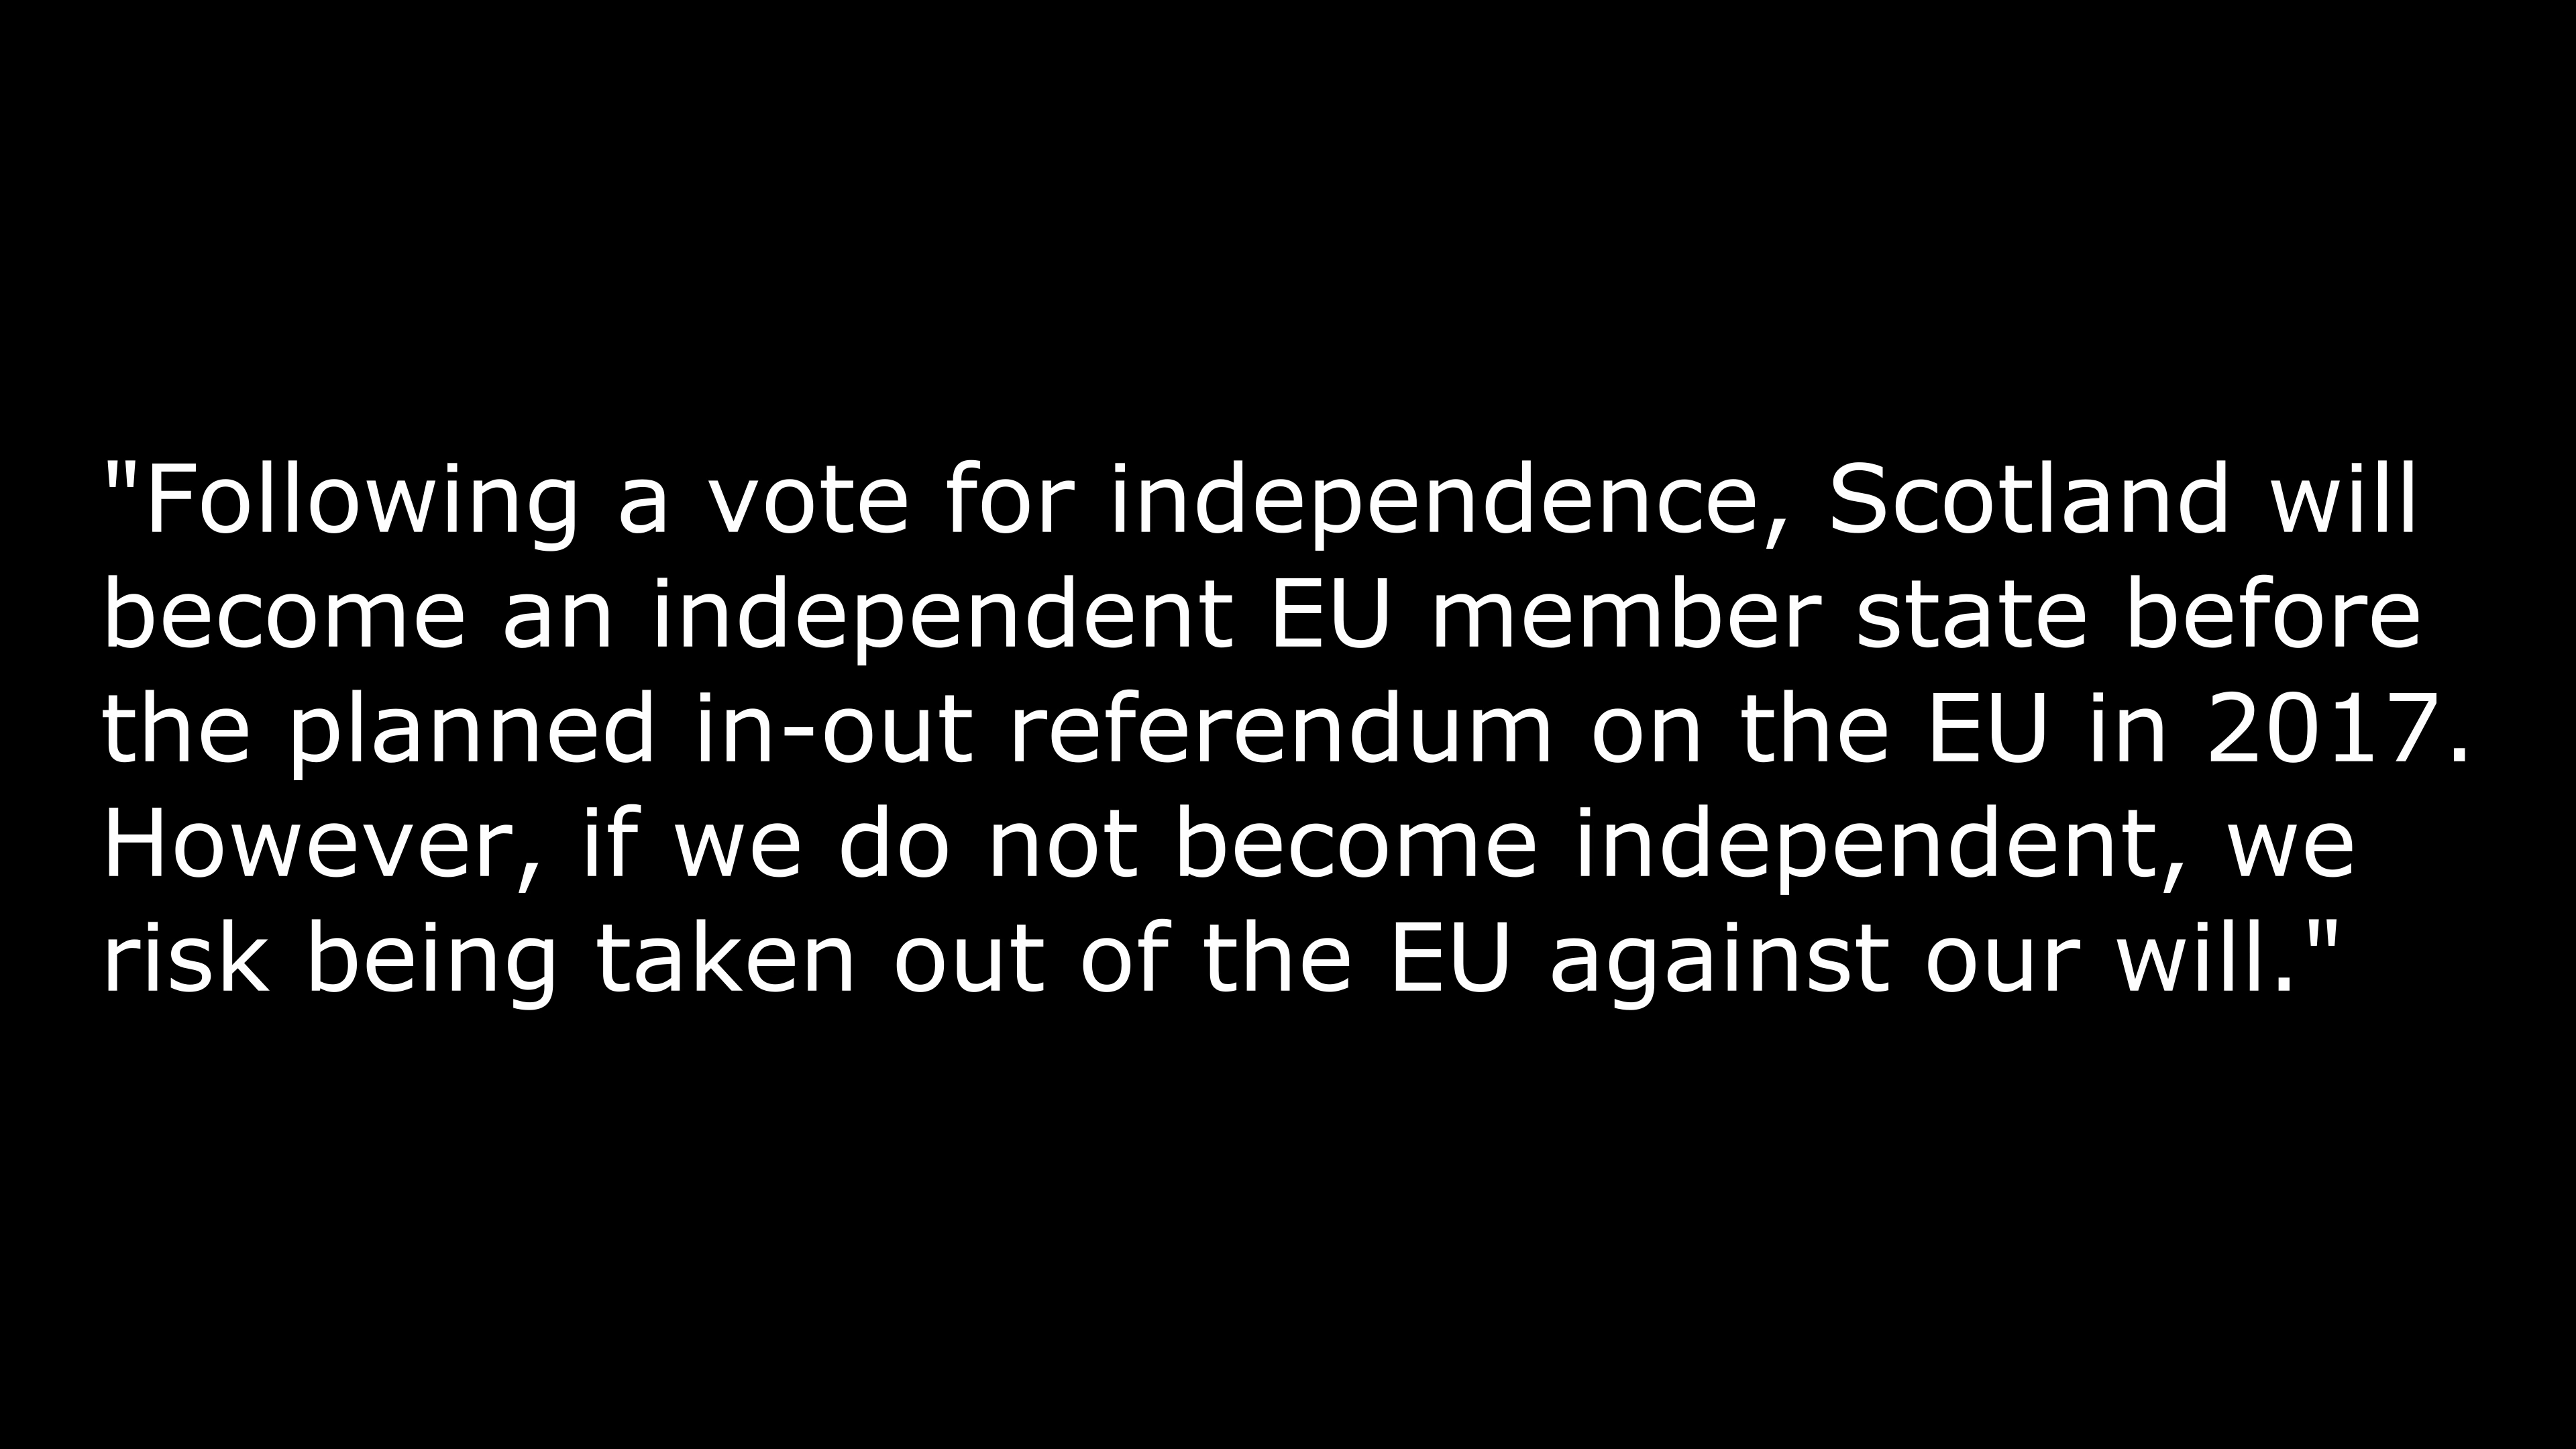 "Following a vote for independence, Scotland will
become an independent EU member state before
the planned in-out referendum on the EU in 2017.
However, if we do not become independent, we
risk being taken out of the EU against our will."